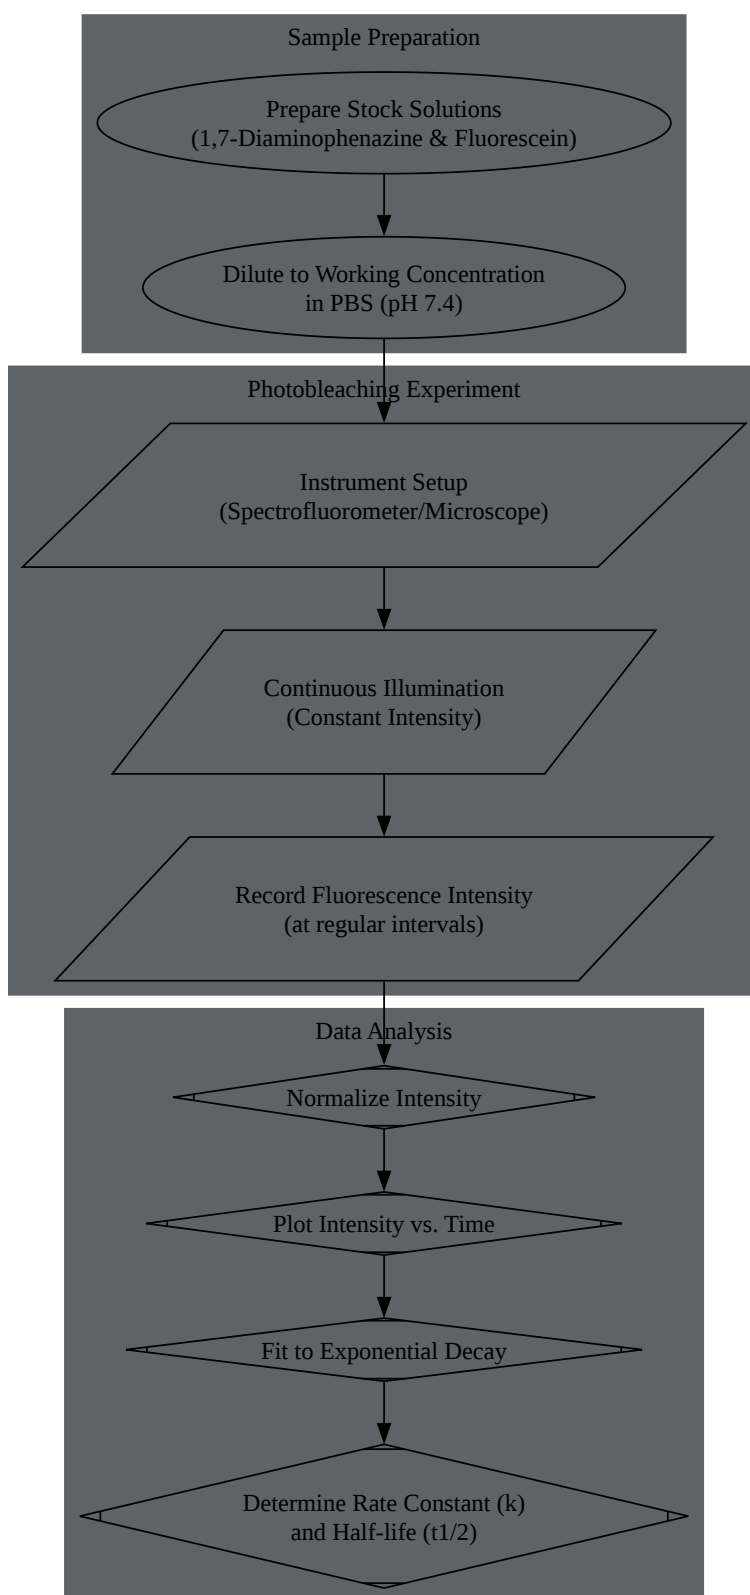 Sample Preparation
Prepare Stock Solutions
(1,7-Diaminophenazine & Fluorescein)
Dilute to Working Concentration
in PBS (pH 7.4)
Photobleaching Experiment
Instrument Setup
(Spectrofluorometer/Microscope)
Continuous Illumination
(Constant Intensity)
Record Fluorescence Intensity
(at regular intervals)
Data Analysis
Normalize Intensity
Plot Intensity vs. Time
Fit to Exponential Decay
Determine Rate Constant (k)
and Half-life (t1/2)